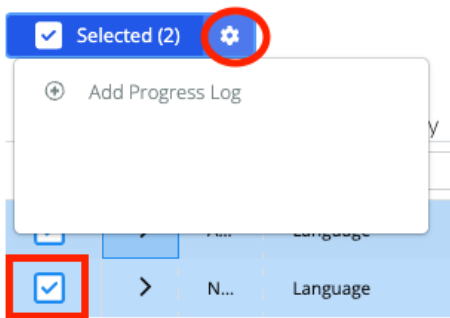 Selected (2)
Add Progress Log
y
Language
N... Language